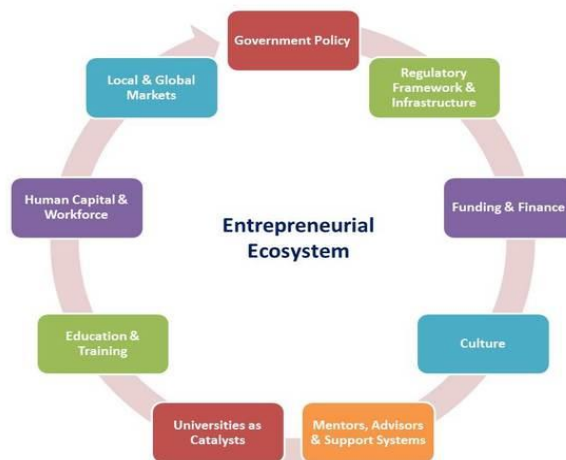 Government Policy
Regulatory
Framework &
Infrastructure
Funding & Finance
Culture
Mentors, Advisors
& Support Systems
Universities as
Catalysts
Education &
Training
Human Capital &
Workforce
Local & Global
Markets
Entrepreneurial
Ecosystem